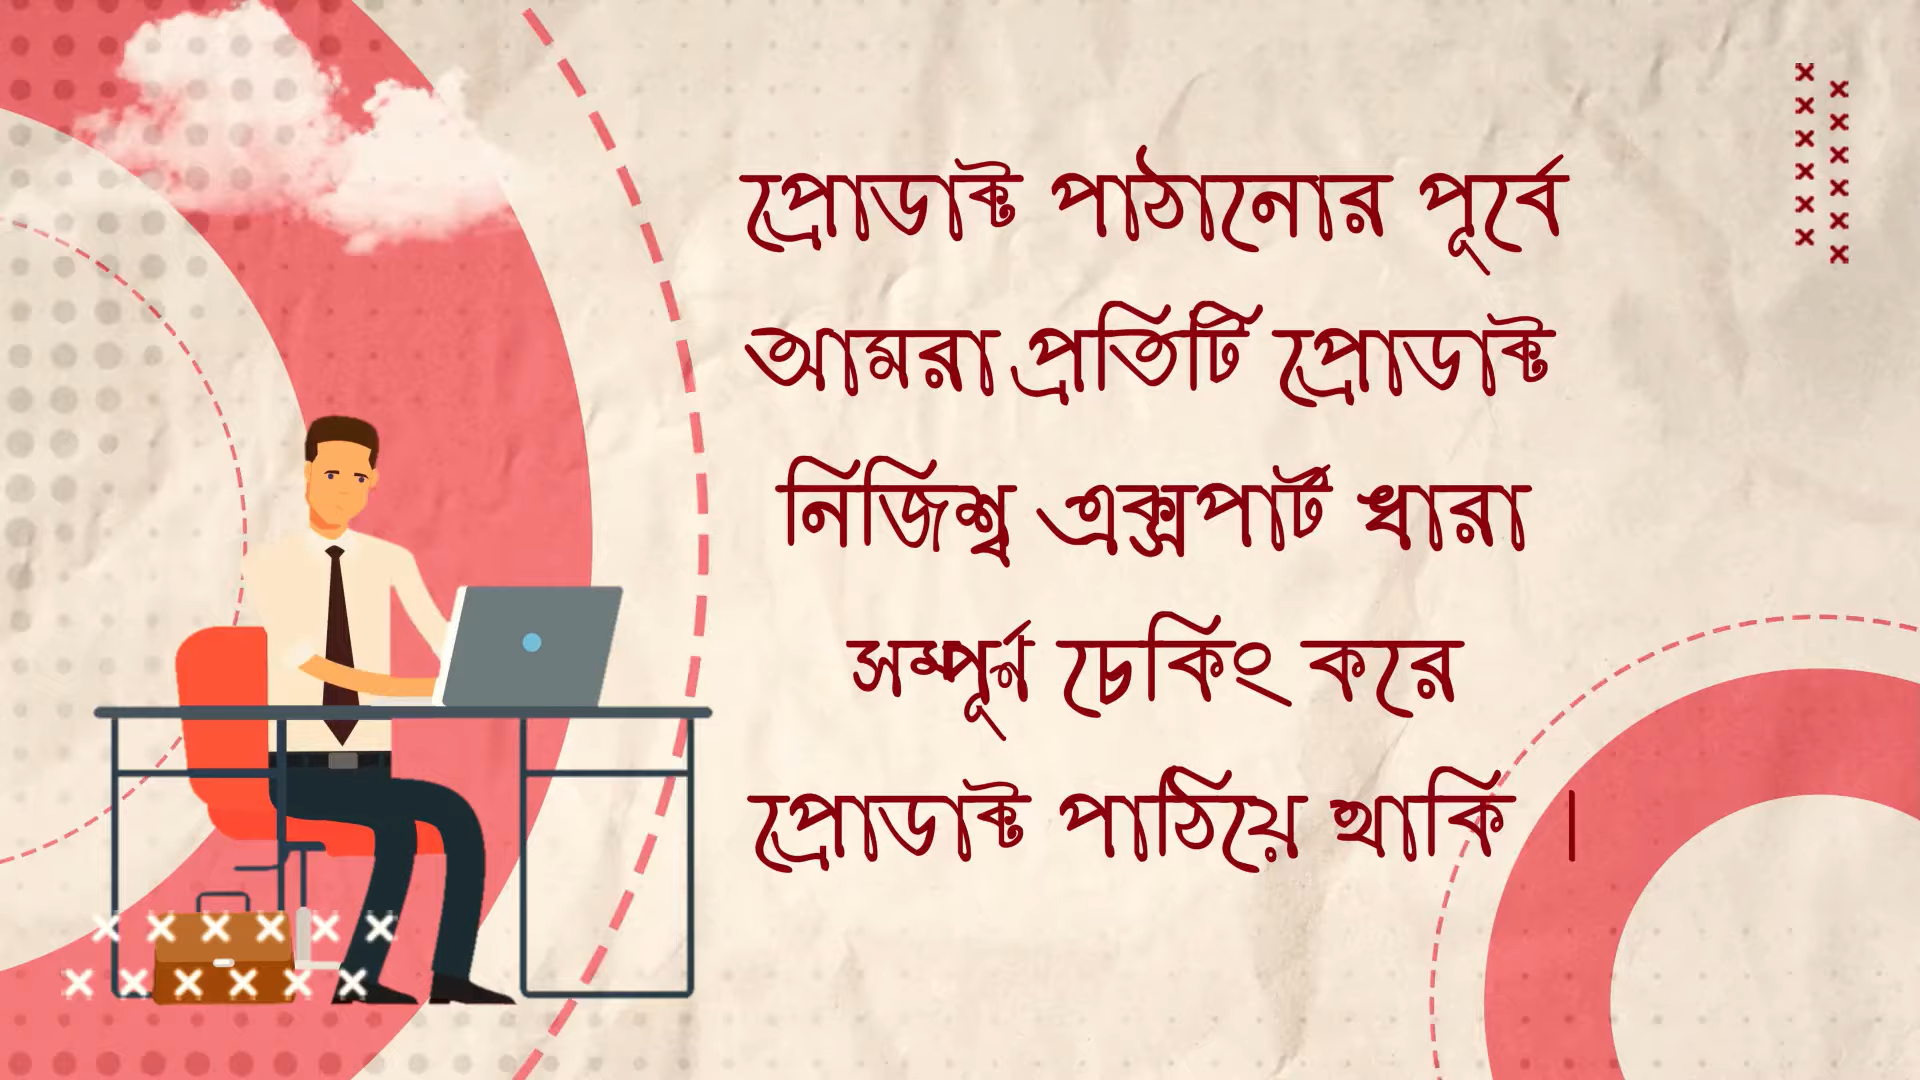 প্রোডাক্ট পাঠানোর পূর্বে
আমরা প্রতিটি প্রোডাক্ট
নিজিশ্ব এক্সপার্ট ধারা
সম্পূর্ণ চেকিং করে
প্রোডাক্ট পাঠিয়ে থাকি ।